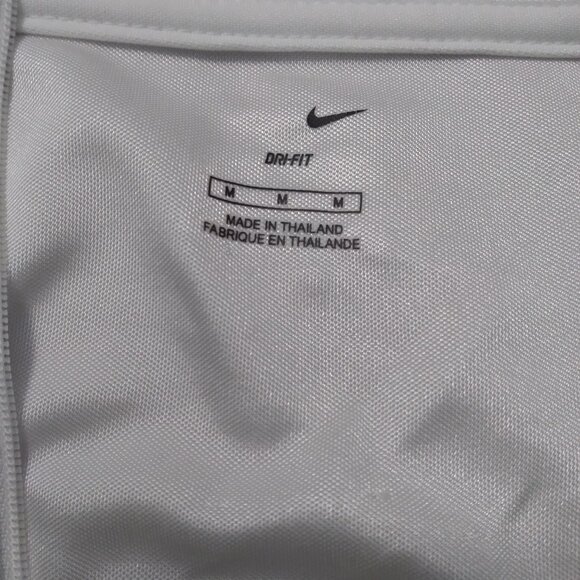 DRI-FIT
M M M
MADE IN THAILAND
FABRIQUE EN THAILANDE